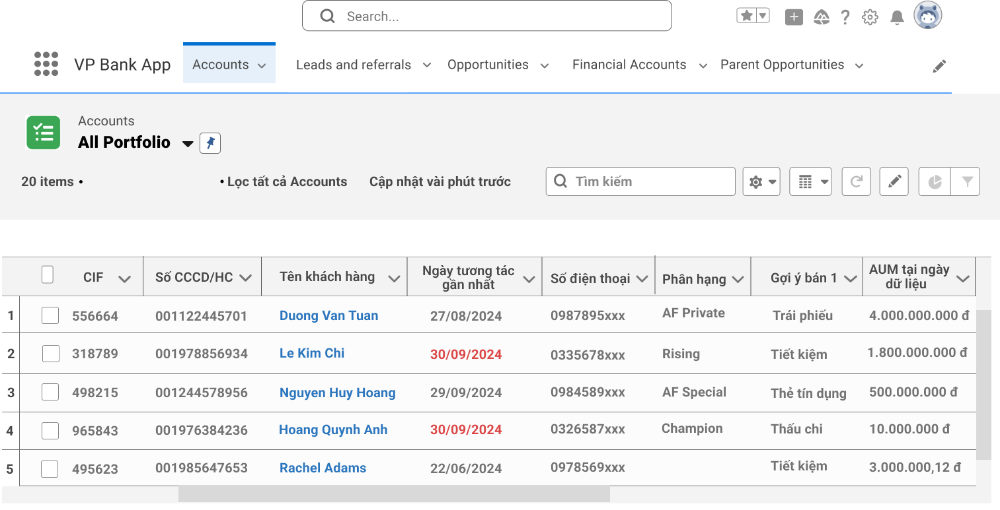 Search...
VP Bank App
Accounts
Leads and referrals
Opportunities
Financial Accounts
Parent Opportunities
Accounts
All Portfolio
20 items •
• Lọc tất cả Accounts
Cập nhật vài phút trước
Tìm kiếm
CIF
Số CCCD/HC
Tên khách hàng
Ngày tương tác
gần nhất
Số điện thoại
Phân hạng
Gợi ý bán 1
AUM tại ngày
dữ liệu
1 556664 001122445701 Duong Van Tuan 27/08/2024 0987895xxx AF Private Trái phiếu 4.000.000.000 đ
2 318789 001978856934 Le Kim Chi 30/09/2024 0335678xxx Rising Tiết kiệm 1.800.000.000 đ
3 498215 001244578956 Nguyen Huy Hoang 29/09/2024 0984589xxx AF Special Thẻ tín dụng 500.000.000 đ
4 965843 001976384236 Hoang Quynh Anh 30/09/2024 0326587xxx Champion Thấu chi 10.000.000 đ
5 495623 001985647653 Rachel Adams 22/06/2024 0978569xxx Tiết kiệm 3.000.000,12 đ